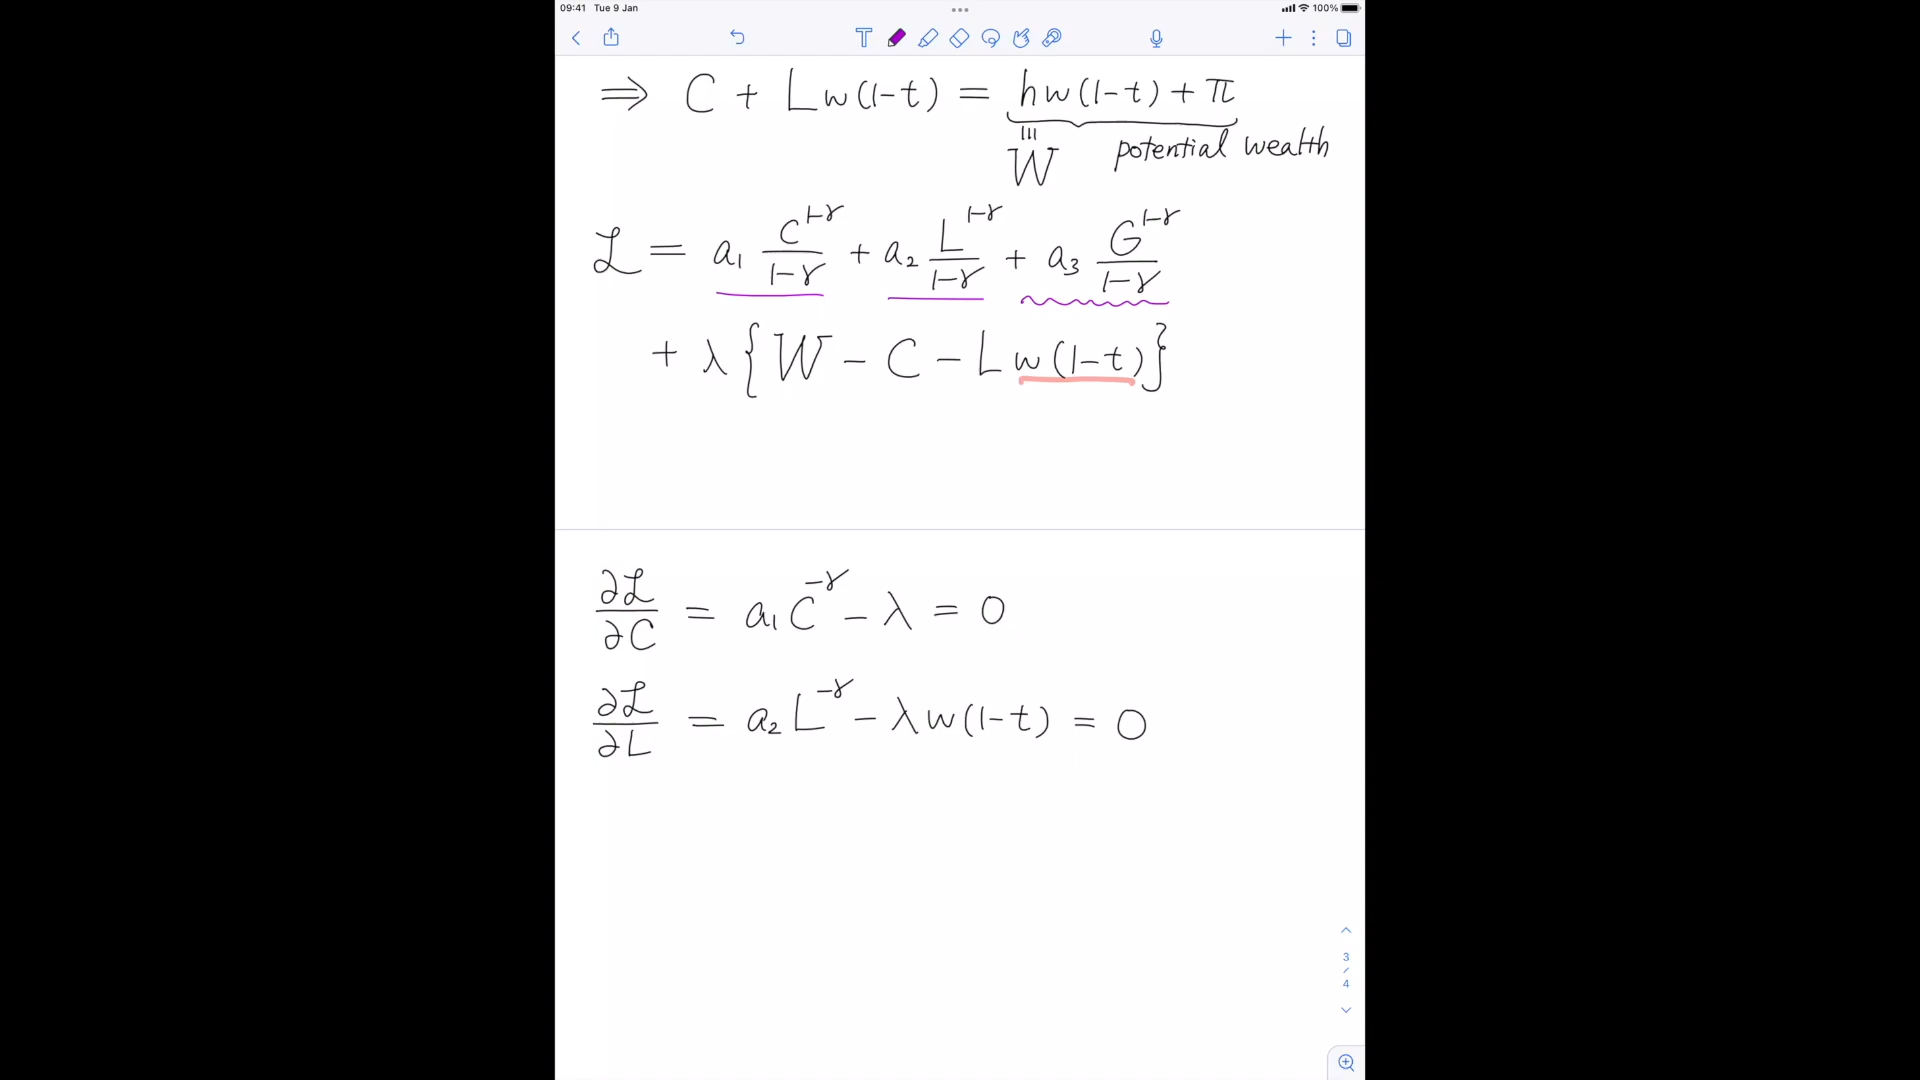 09:41 Tue 9 Jan 100%
T
⇒ C + Lw(1-t) = hw(1-t) + π
≡ W potential wealth
ℒ = a₁ C^{1-γ}/(1-γ) + a₂ L^{1-γ}/(1-γ) + a₃ G^{1-γ}/(1-γ)
+ λ{W - C - Lw(1-t)}
∂ℒ/∂C = a₁C^{-γ} - λ = 0
∂ℒ/∂L = a₂L^{-γ} - λw(1-t) = 0
3
/
4